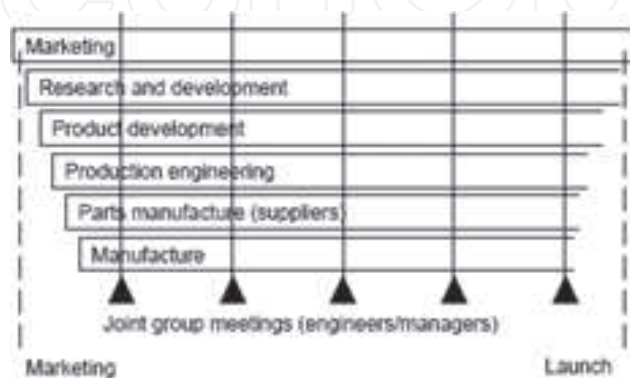 Marketing
Research and development
Product development
Production engineering
Parts manufacture (suppliers)
Manufacture
Joint group meetings (engineers/managers)
Marketing Launch